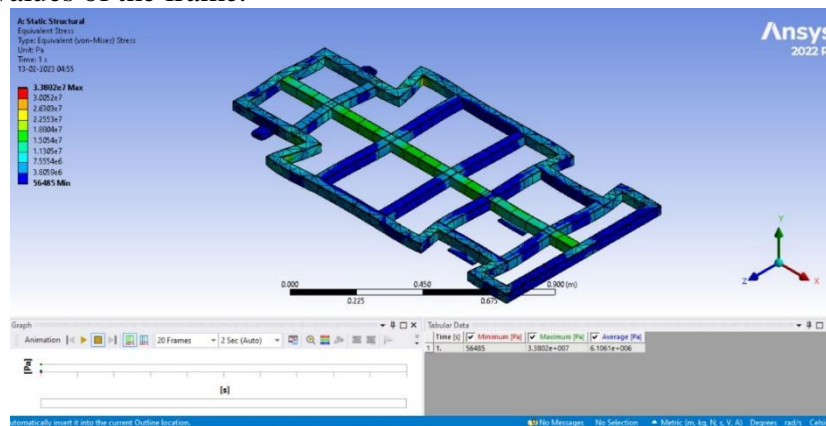 values of the frame.
A: Static Structural
Equivalent Stress
Type: Equivalent (von-Mises) Stress
Unit: Pa
Time: 1 s
13-02-2023 04:55
3.3802e7 Max
3.0052e7
2.6303e7
2.2553e7
1.8804e7
1.5054e7
1.1305e7
7.5554e6
3.8059e6
56485 Min
Ansys
2022
Y
Z
X
0.000
0.450
0.900 (m)
0.225
0.675
Graph
Animation
20 Frames
2 Sec (Auto)
[Pa]
[s]
Tabular Data
Time [s] Minimum [Pa] Maximum [Pa] Average [Pa]
1 1. 56485 3.3802e+007 6.1061e+006
utomatically insert it into the current Outline location.
No Messages No Selection Metric (m, kg, N, s, V, A) Degrees rad/s Cels